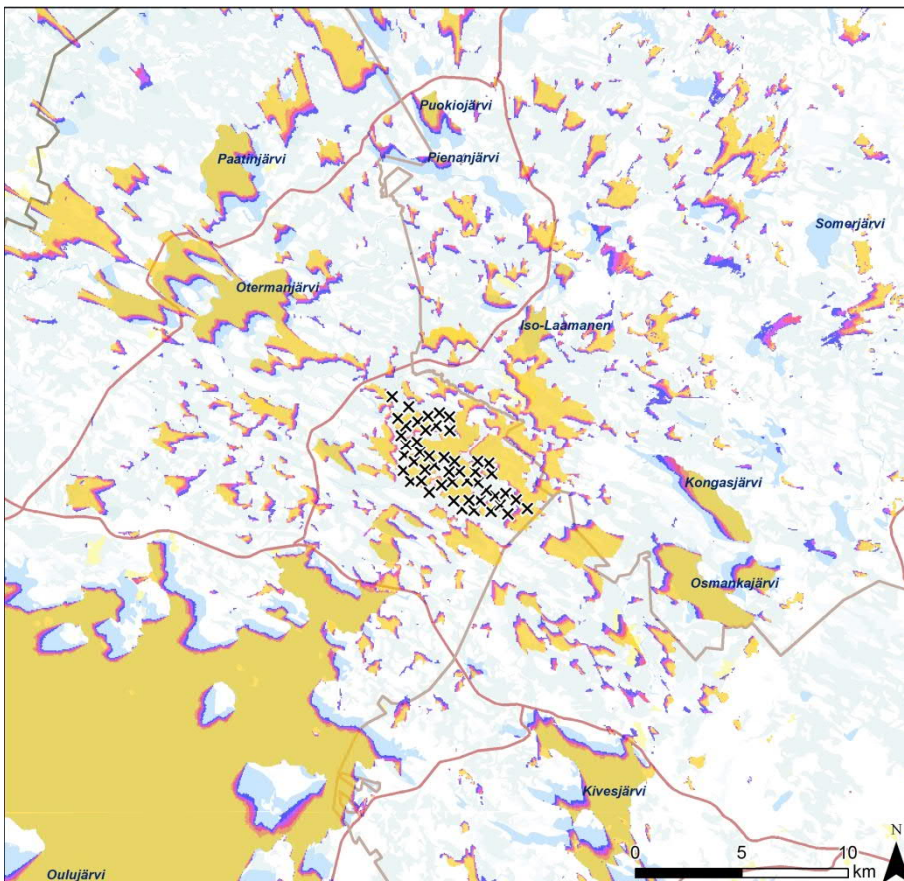 Puokiojärvi
Paatinjärvi
Pienanjärvi
Somerjärvi
Otermanjärvi
Iso-Laamanen
Kongasjärvi
Osmankajärvi
Kivesjärvi
Oulujärvi
N
0 5 10
km